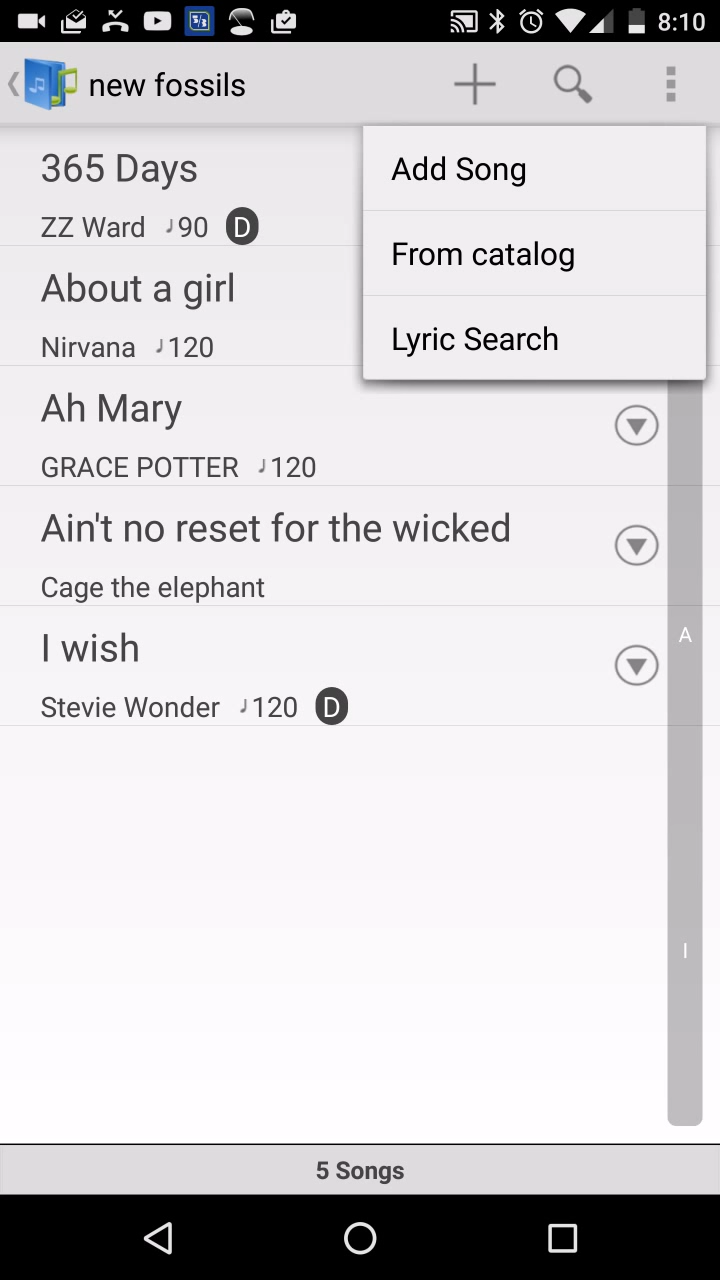 8:10
new fossils
Add Song
From catalog
Lyric Search
365 Days
ZZ Ward ♩90 D
About a girl
Nirvana ♩120
Ah Mary
GRACE POTTER ♩120
Ain't no reset for the wicked
Cage the elephant
I wish
Stevie Wonder ♩120 D
A
I
5 Songs